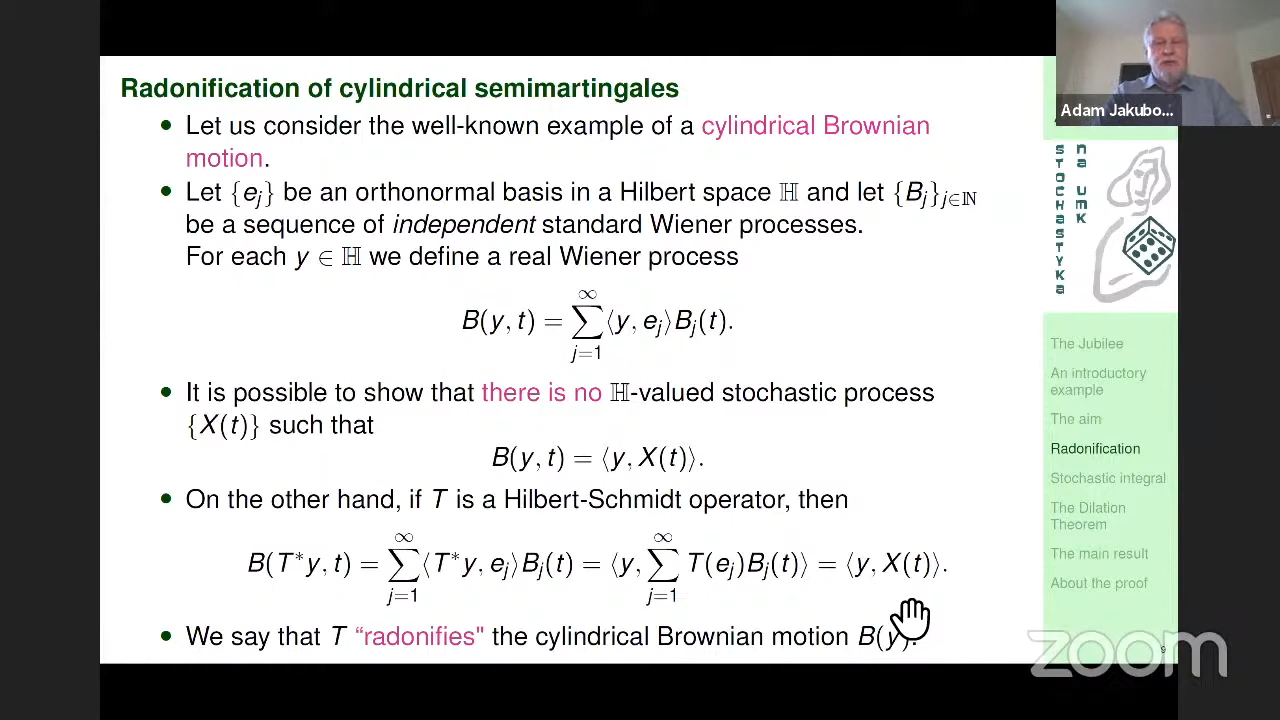 Radonification of cylindrical semimartingales
• Let us consider the well-known example of a cylindrical Brownian
motion.
• Let {e_j} be an orthonormal basis in a Hilbert space ℍ and let {B_j}_{j∈ℕ}
be a sequence of independent standard Wiener processes.
For each y ∈ ℍ we define a real Wiener process
B(y, t) = ∑_{j=1}^{∞} ⟨y, e_j⟩B_j(t).
• It is possible to show that there is no ℍ-valued stochastic process
{X(t)} such that
B(y, t) = ⟨y, X(t)⟩.
• On the other hand, if T is a Hilbert-Schmidt operator, then
B(T*y, t) = ∑_{j=1}^{∞} ⟨T*y, e_j⟩B_j(t) = ⟨y, ∑_{j=1}^{∞} T(e_j)B_j(t)⟩ = ⟨y, X(t)⟩.
• We say that T “radonifies" the cylindrical Brownian motion B(y).
Adam Jakubo...
STOCHASTYKA
na UMK
The Jubilee
An introductory
example
The aim
Radonification
Stochastic integral
The Dilation
Theorem
The main result
About the proof
9
zoom